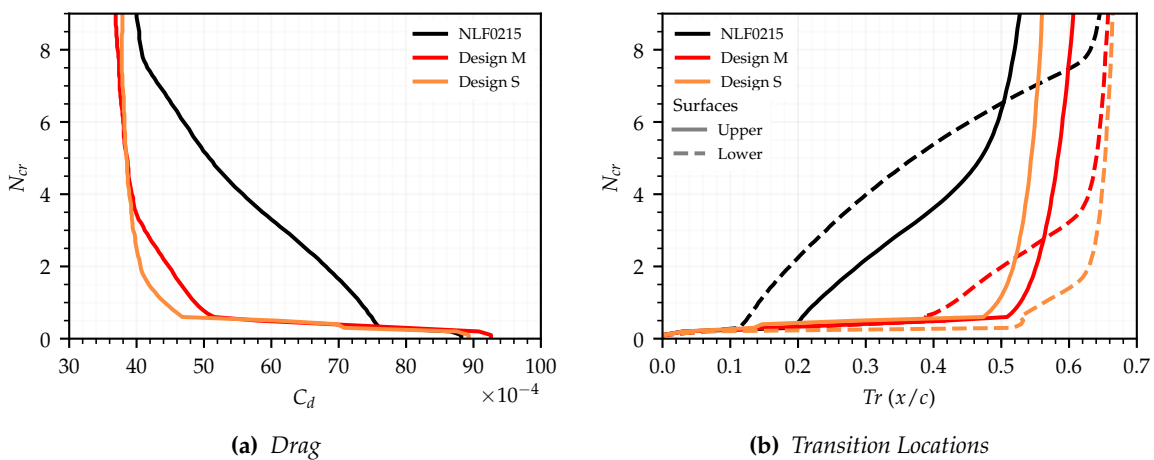 NLF0215
Design M
Design S
8
6
4
2
0
N_cr
30 40 50 60 70 80 90 100
C_d
×10⁻⁴
(a) Drag
NLF0215
Design M
Design S
Surfaces
Upper
Lower
8
6
4
2
0
N_cr
0.0 0.1 0.2 0.3 0.4 0.5 0.6 0.7
Tr (x/c)
(b) Transition Locations